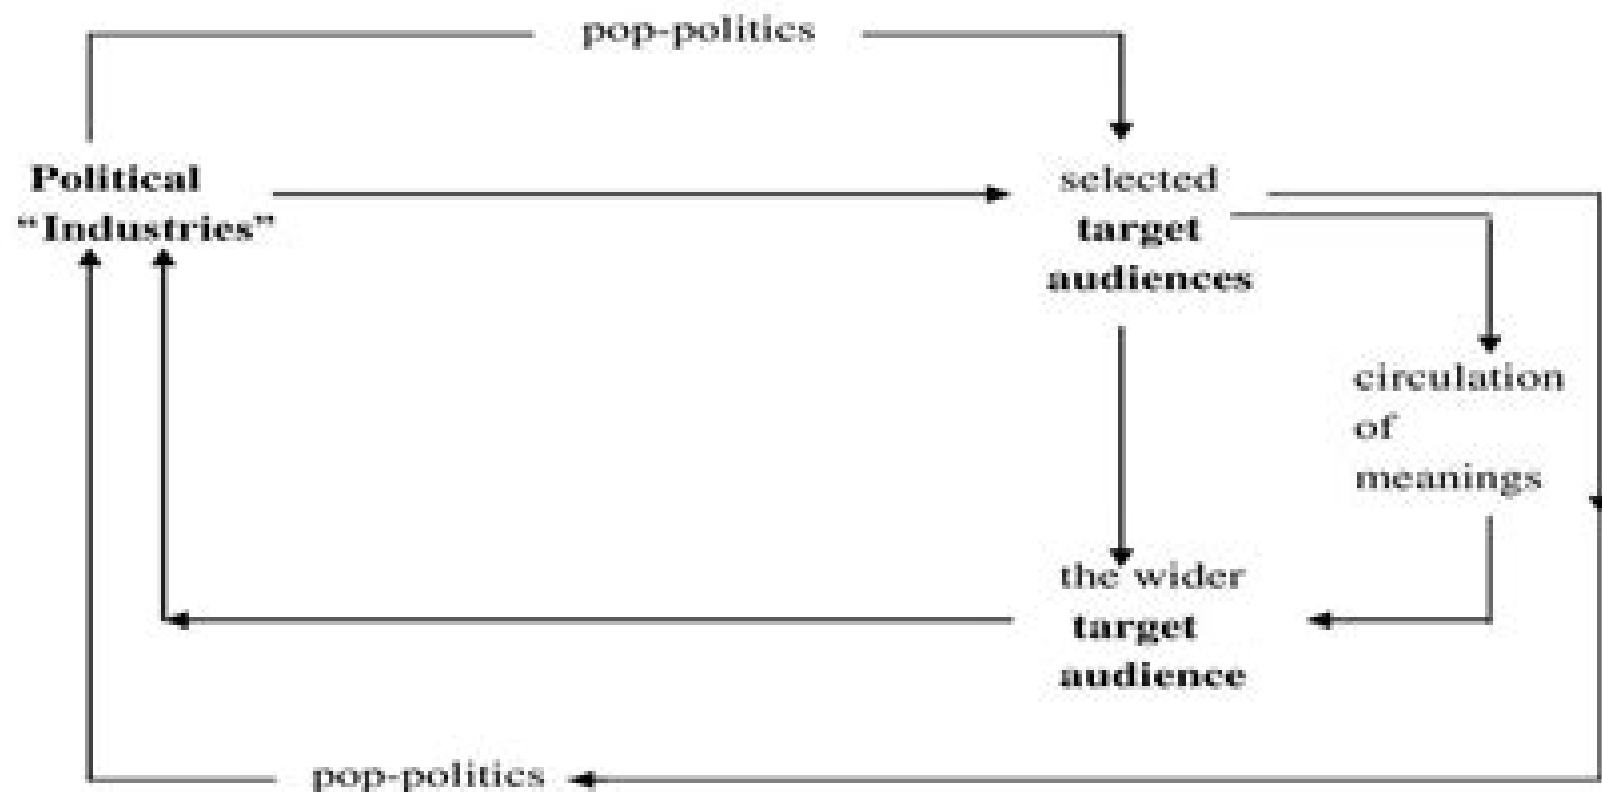 pop-politics
Political
“Industries”
selected
target
audiences
circulation
of
meanings
the wider
target
audience
pop-politics